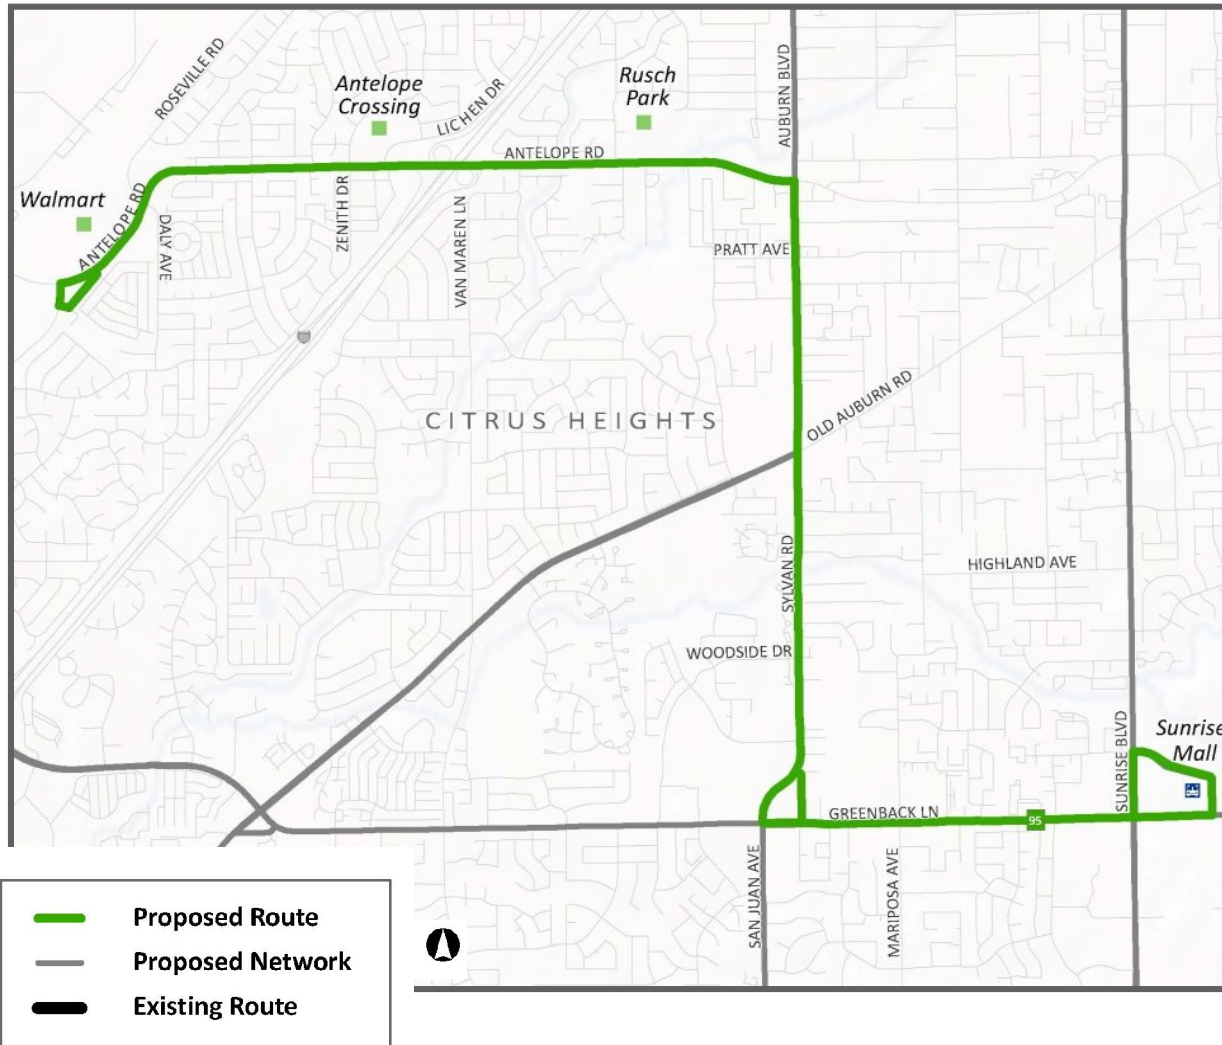 ROSEVILLE RD
Antelope
Crossing
LICHEN DR
Rusch
Park
AUBURN BLVD
ANTELOPE RD
Walmart
ANTELOPE RD
DALY AVE
ZENITH DR
VAN MAREN LN
PRATT AVE
OLD AUBURN RD
CITRUS HEIGHTS
SYLVAN RD
HIGHLAND AVE
WOODSIDE DR
SUNRISE BLVD
Sunrise
Mall
GREENBACK LN
95
SAN JUAN AVE
MARIPOSA AVE
Proposed Route
Proposed Network
Existing Route